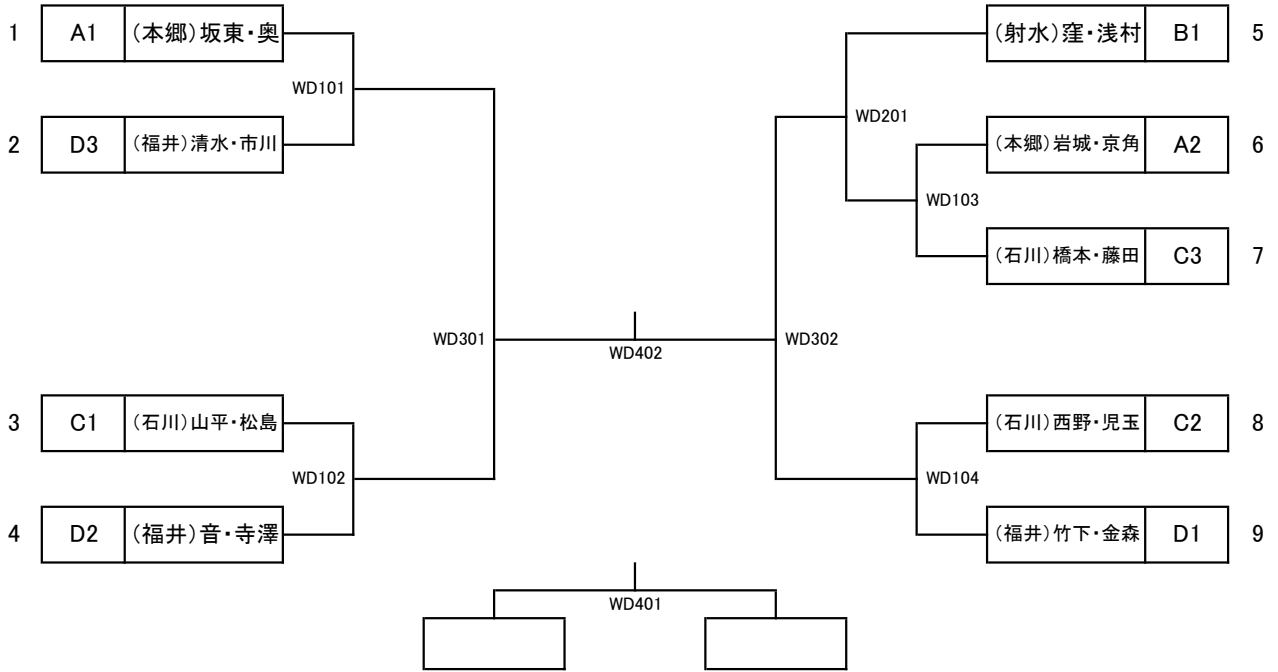 1 A1 (本郷)坂東・奥
WD101
2 D3 (福井)清水・市川
WD301
3 C1 (石川)山平・松島
WD102
4 D2 (福井)音・寺澤
WD402
WD401
(射水)窪・浅村 B1 5
WD201
(本郷)岩城・京角 A2 6
WD103
(石川)橋本・藤田 C3 7
WD302
(石川)西野・児玉 C2 8
WD104
(福井)竹下・金森 D1 9